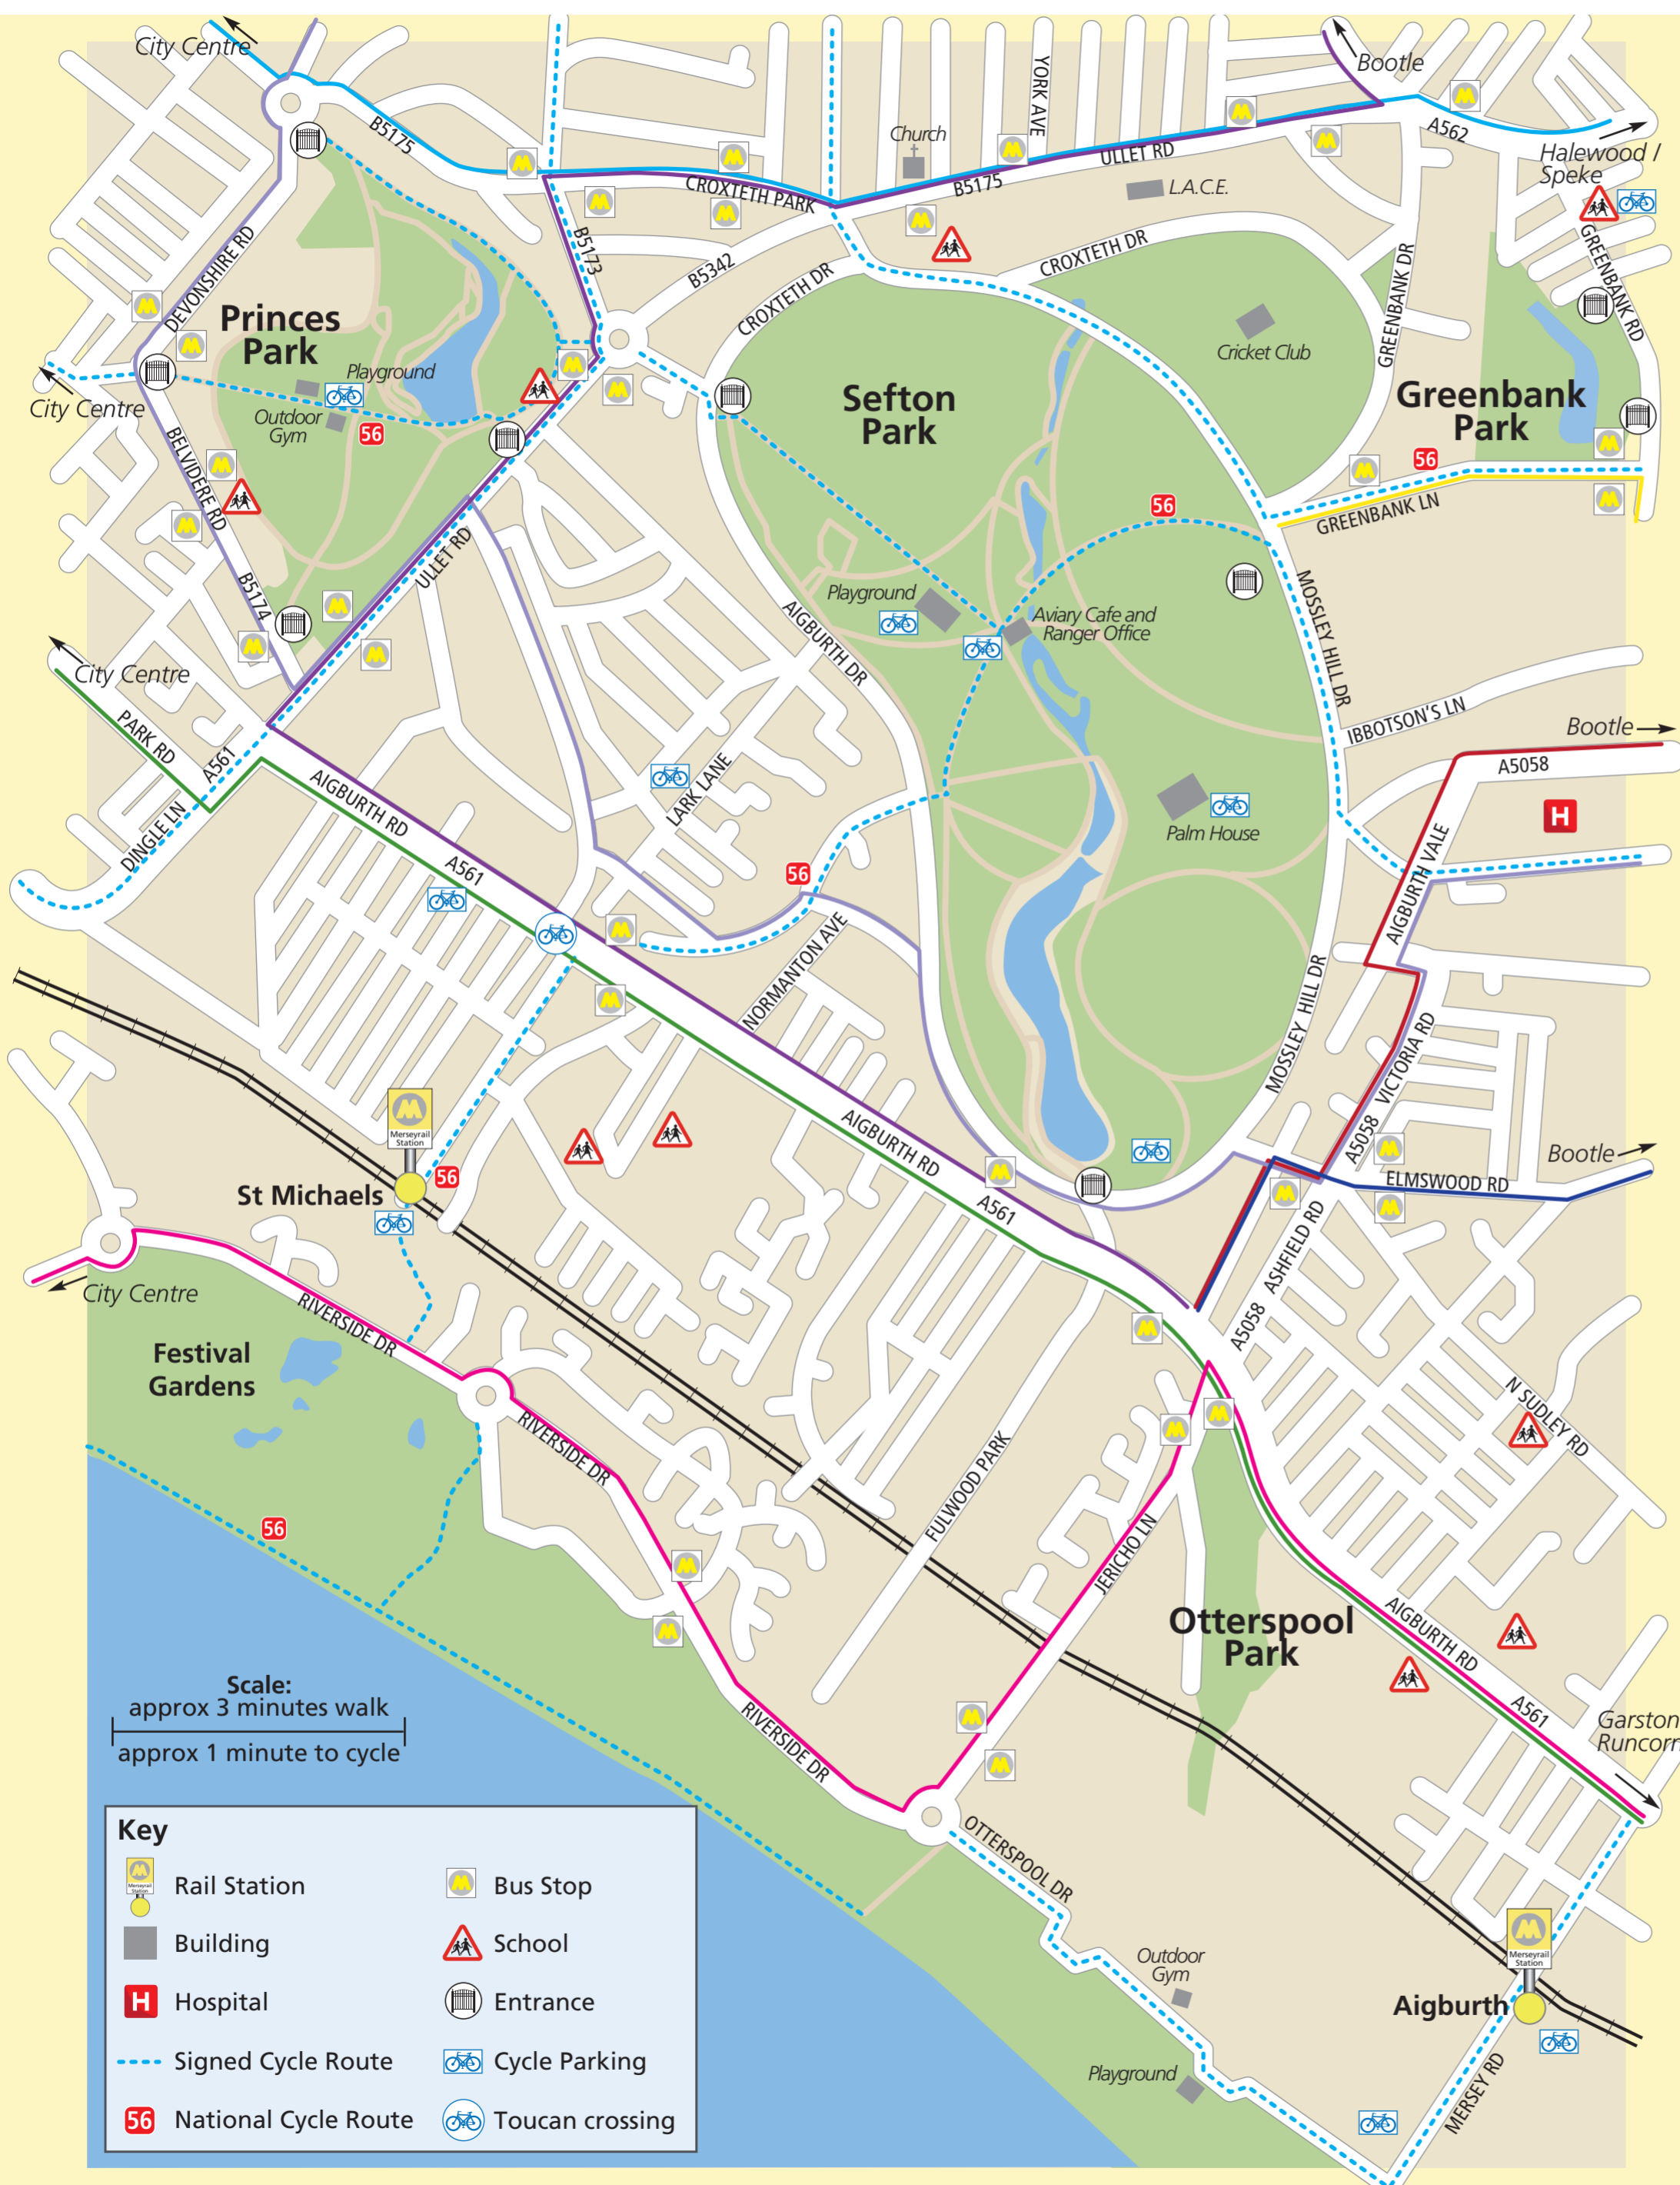 City Centre
Bootle
B5175
YORK AVE
Church
A562
ULLET RD
Halewood /
Speke
CROXTETH PARK
B5175
L.A.C.E.
DEVONSHIRE RD
B5173
B5342
CROXTETH DR
CROXTETH DR
GREENBANK DR
GREENBANK RD
Princes
Park
Playground
Cricket Club
City Centre
Outdoor
Gym
56
Sefton
Park
Greenbank
Park
56
BELVIDERE RD
56
GREENBANK LN
ULLET RD
B5174
Playground
AIGBURTH DR
Aviary Cafe and
Ranger Office
MOSSLEY HILL DR
City Centre
PARK RD
A561
IBBOTSON'S LN
Bootle
A5058
AIGBURTH RD
LARK LANE
H
DINGLE LN
A561
Palm House
AIGBURTH VALE
56
NORMANTON AVE
MOSSLEY HILL DR
VICTORIA RD
A5058
Merseyrail
Station
AIGBURTH RD
56
St Michaels
A561
Bootle
ELMSWOOD RD
ASHFIELD RD
A5058
City Centre
RIVERSIDE DR
Festival
Gardens
RIVERSIDE DR
N SUDLEY RD
FULWOOD PARK
56
JERICHO LN
Otterspool
Park
AIGBURTH RD
A561
Garston
Runcorn
Scale:
approx 3 minutes walk
approx 1 minute to cycle
RIVERSIDE DR
OTTERSPOOL DR
Key
Merseyrail
Station
Rail Station
Bus Stop
Building
School
H
Hospital
Entrance
Signed Cycle Route
Cycle Parking
56
National Cycle Route
Toucan crossing
Outdoor
Gym
Merseyrail
Station
Aigburth
Playground
MERSEY RD